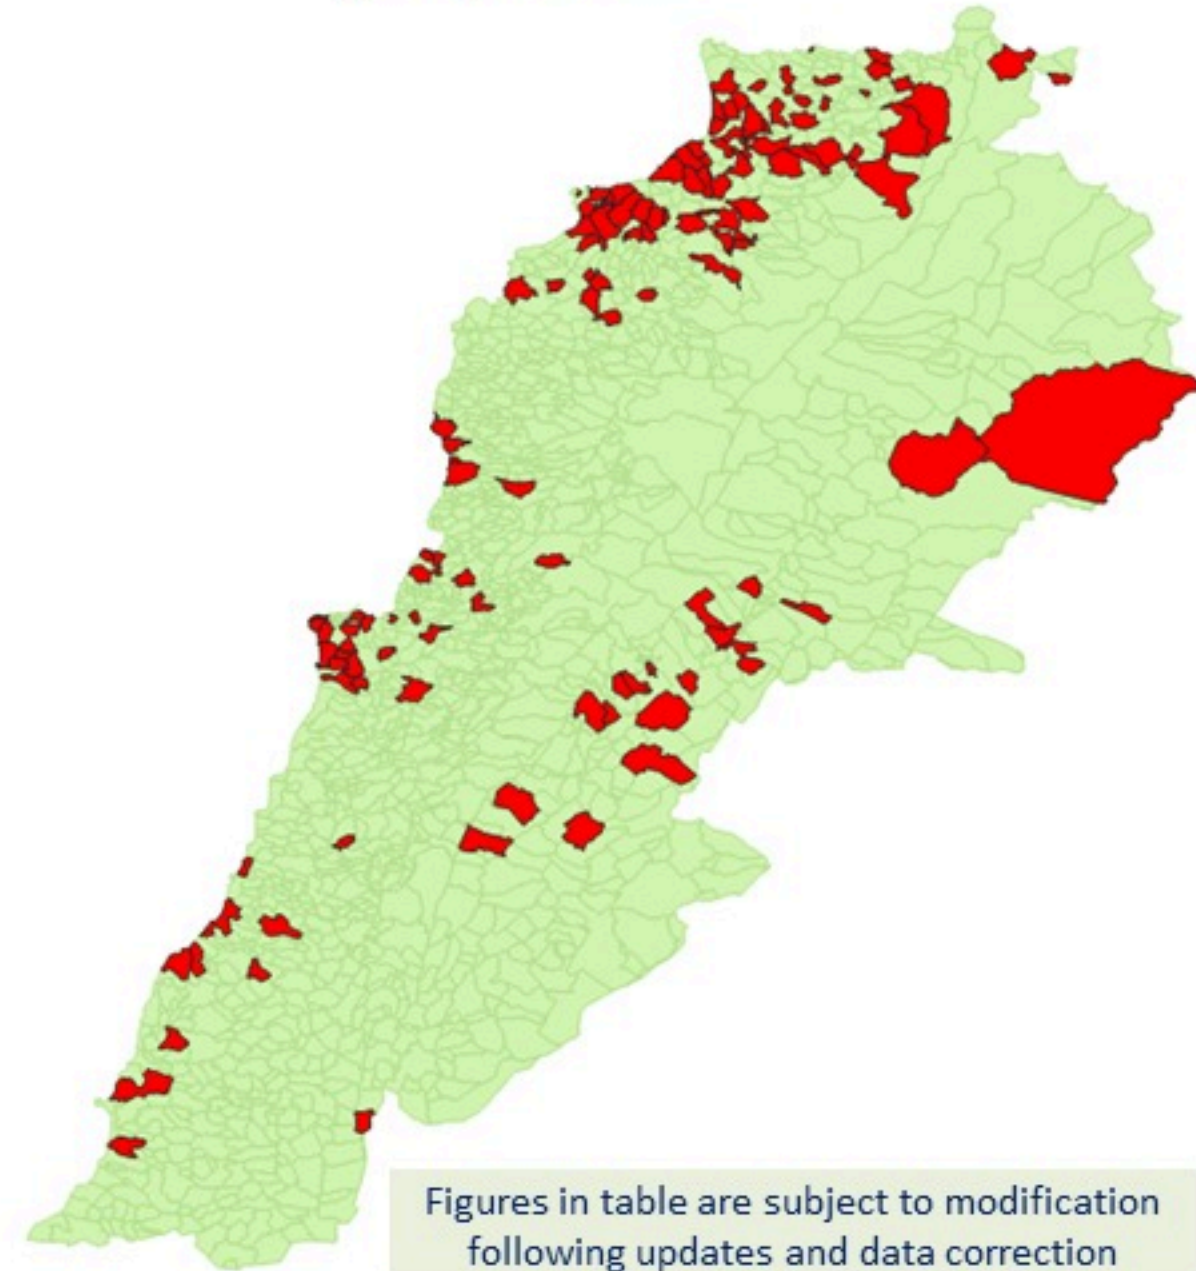 Figures in table are subject to modification
following updates and data correction